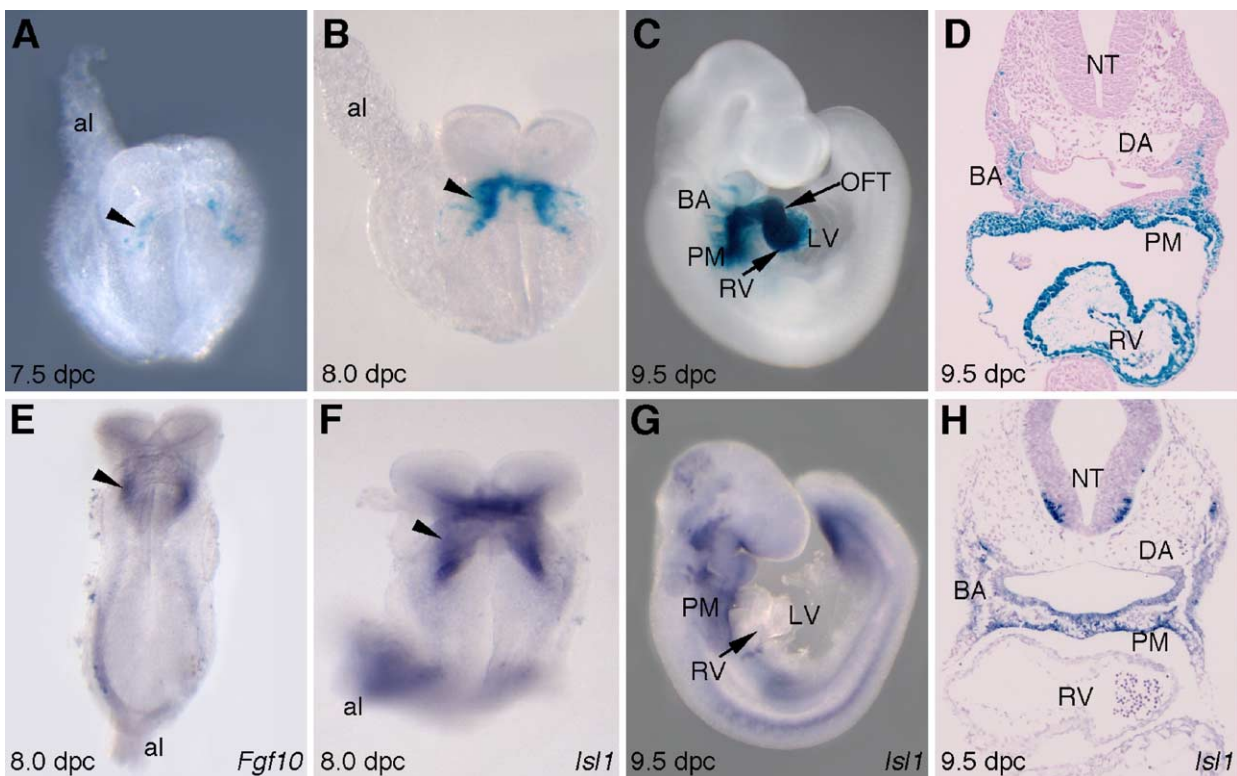 A
al
7.5 dpc
B
al
8.0 dpc
C
BA
OFT
PM
LV
RV
9.5 dpc
D
NT
DA
BA
PM
RV
9.5 dpc
E
8.0 dpc
al
Fgf10
F
al
8.0 dpc
Isl1
G
PM
LV
RV
9.5 dpc
Isl1
H
NT
DA
BA
PM
RV
9.5 dpc
Isl1